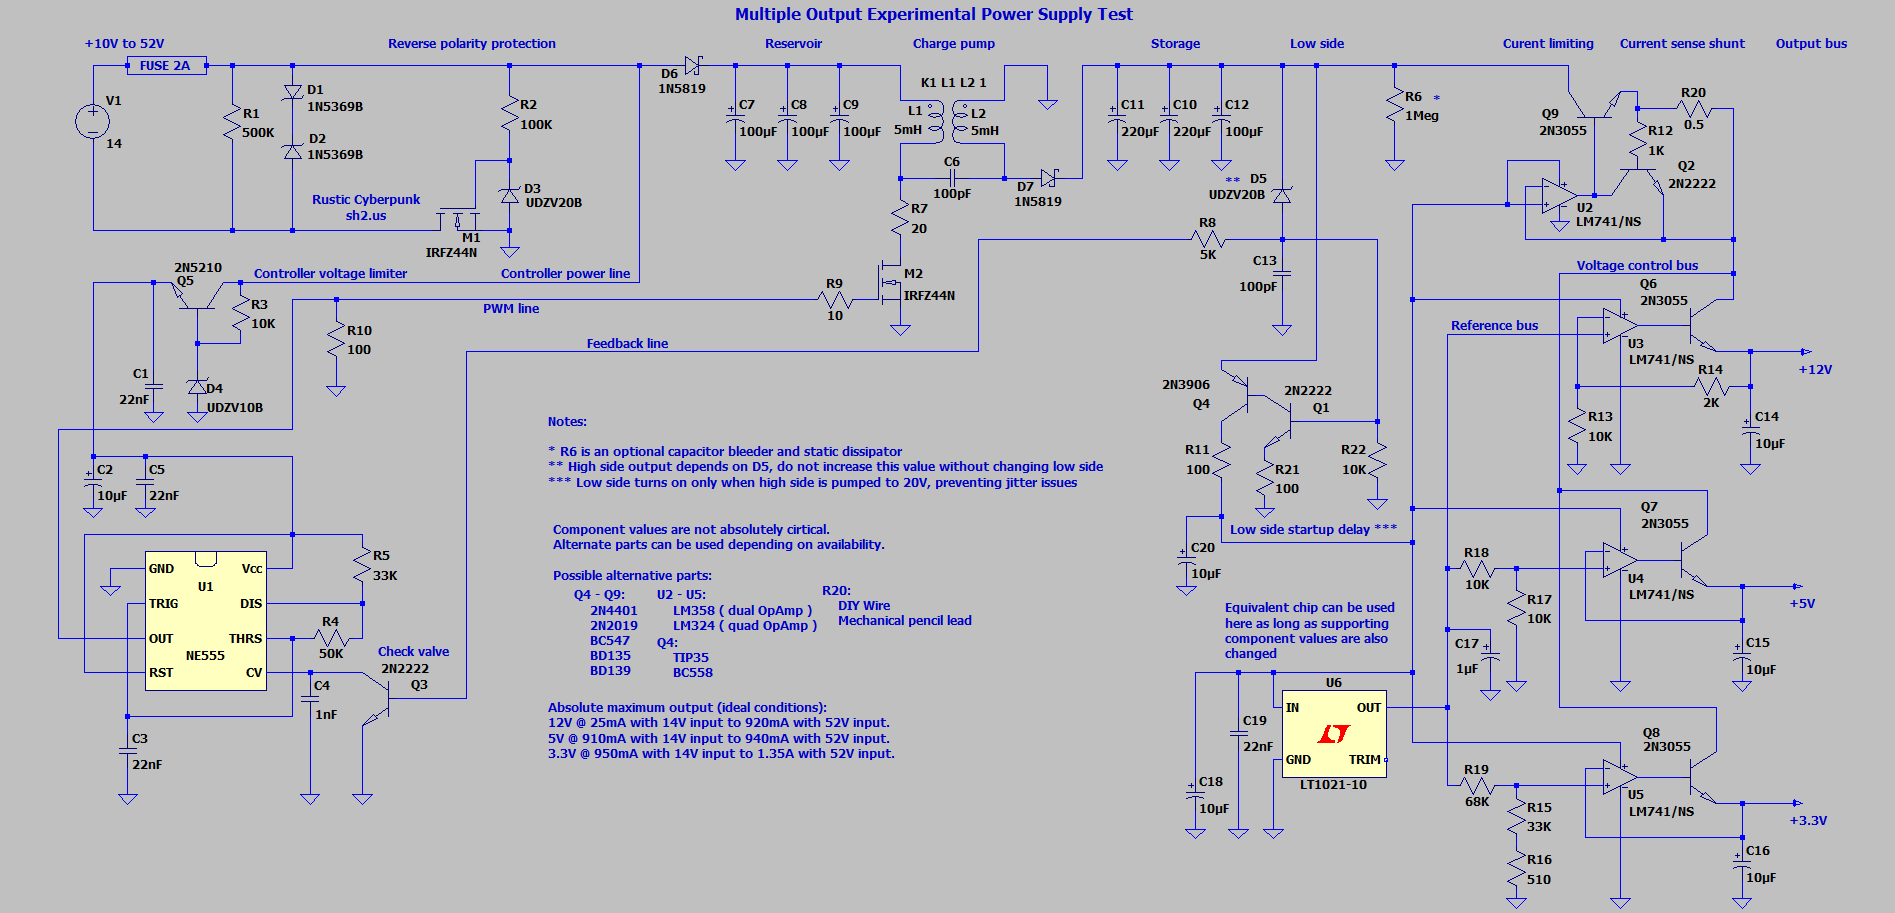 Multiple Output Experimental Power Supply Test
+10V to 52V
Reverse polarity protection
Reservoir
Charge pump
Storage
Low side
Curent limiting
Current sense shunt
Output bus
FUSE 2A
V1
14
R1
500K
D1
1N5369B
D2
1N5369B
R2
100K
D3
UDZV20B
Rustic Cyberpunk
sh2.us
M1
IRFZ44N
D6
1N5819
C7
100µF
C8
100µF
C9
100µF
K1 L1 L2 1
L1
5mH
L2
5mH
C6
100pF
D7
1N5819
C11
220µF
C10
220µF
C12
100µF
** D5
UDZV20B
R6 *
1Meg
Q9
2N3055
R20
0.5
R12
1K
Q2
2N2222
U2
LM741/NS
R7
20
R8
5K
C13
100pF
M2
IRFZ44N
R9
10
2N5210
Q5
Controller voltage limiter
Controller power line
R3
10K
PWM line
R10
100
Feedback line
C1
22nF
D4
UDZV10B
C2
10µF
C5
22nF
Voltage control bus
Q6
2N3055
Reference bus
U3
LM741/NS
+12V
R14
2K
R13
10K
C14
10µF
2N3906
Q4
2N2222
Q1
R11
100
R21
100
R22
10K
Low side startup delay ***
C20
10µF
Notes:
* R6 is an optional capacitor bleeder and static dissipator
** High side output depends on D5, do not increase this value without changing low side
*** Low side turns on only when high side is pumped to 20V, preventing jitter issues
Component values are not absolutely cirtical.
Alternate parts can be used depending on availability.
Possible alternative parts:
Q4 - Q9:
2N4401
2N2019
BC547
BD135
BD139
U2 - U5:
LM358 ( dual OpAmp )
LM324 ( quad OpAmp )
Q4:
TIP35
BC558
R20:
DIY Wire
Mechanical pencil lead
Absolute maximum output (ideal conditions):
12V @ 25mA with 14V input to 920mA with 52V input.
5V @ 910mA with 14V input to 940mA with 52V input.
3.3V @ 950mA with 14V input to 1.35A with 52V input.
GND
TRIG
OUT
RST
U1
NE555
Vcc
DIS
THRS
CV
R5
33K
R4
50K
Check valve
2N2222
Q3
C4
1nF
C3
22nF
Q7
2N3055
R18
10K
R17
10K
U4
LM741/NS
+5V
C15
10µF
Equivalent chip can be used
here as long as supporting
component values are also
changed
C17
1µF
U6
IN
OUT
GND
TRIM
LT1021-10
C19
22nF
C18
10µF
Q8
2N3055
R19
68K
R15
33K
R16
510
U5
LM741/NS
+3.3V
C16
10µF